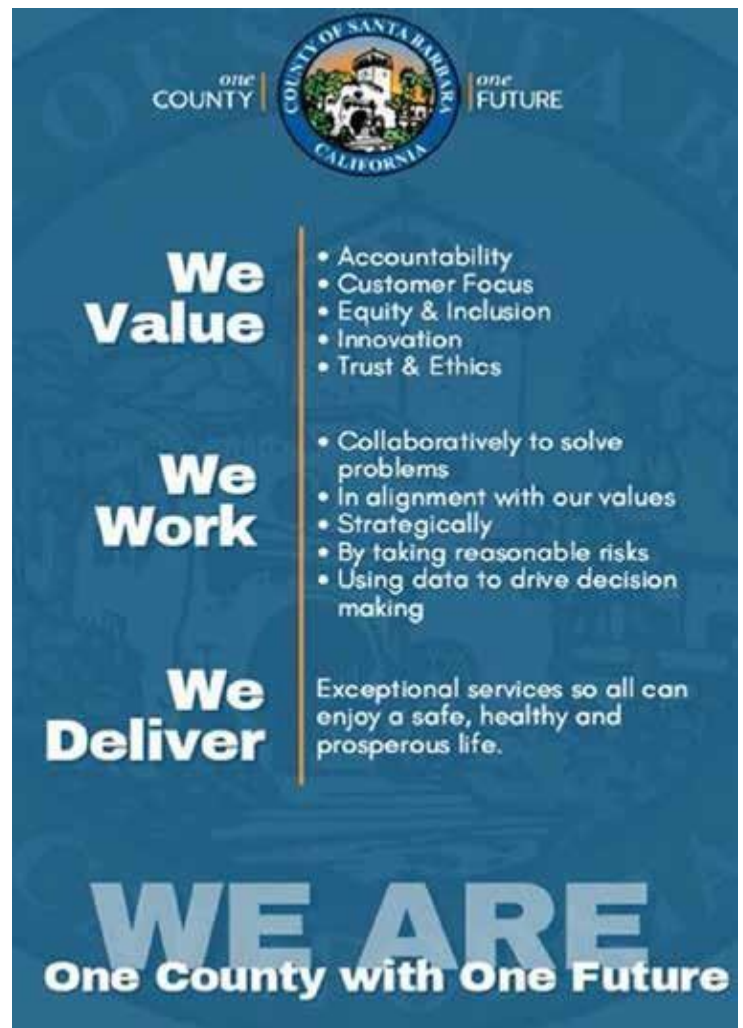 one
COUNTY
COUNTY OF SANTA BARBARA
CALIFORNIA
one
FUTURE
We
Value
• Accountability
• Customer Focus
• Equity & Inclusion
• Innovation
• Trust & Ethics
We
Work
• Collaboratively to solve
problems
• In alignment with our values
• Strategically
• By taking reasonable risks
• Using data to drive decision
making
We
Deliver
Exceptional services so all can
enjoy a safe, healthy and
prosperous life.
WE ARE
One County with One Future